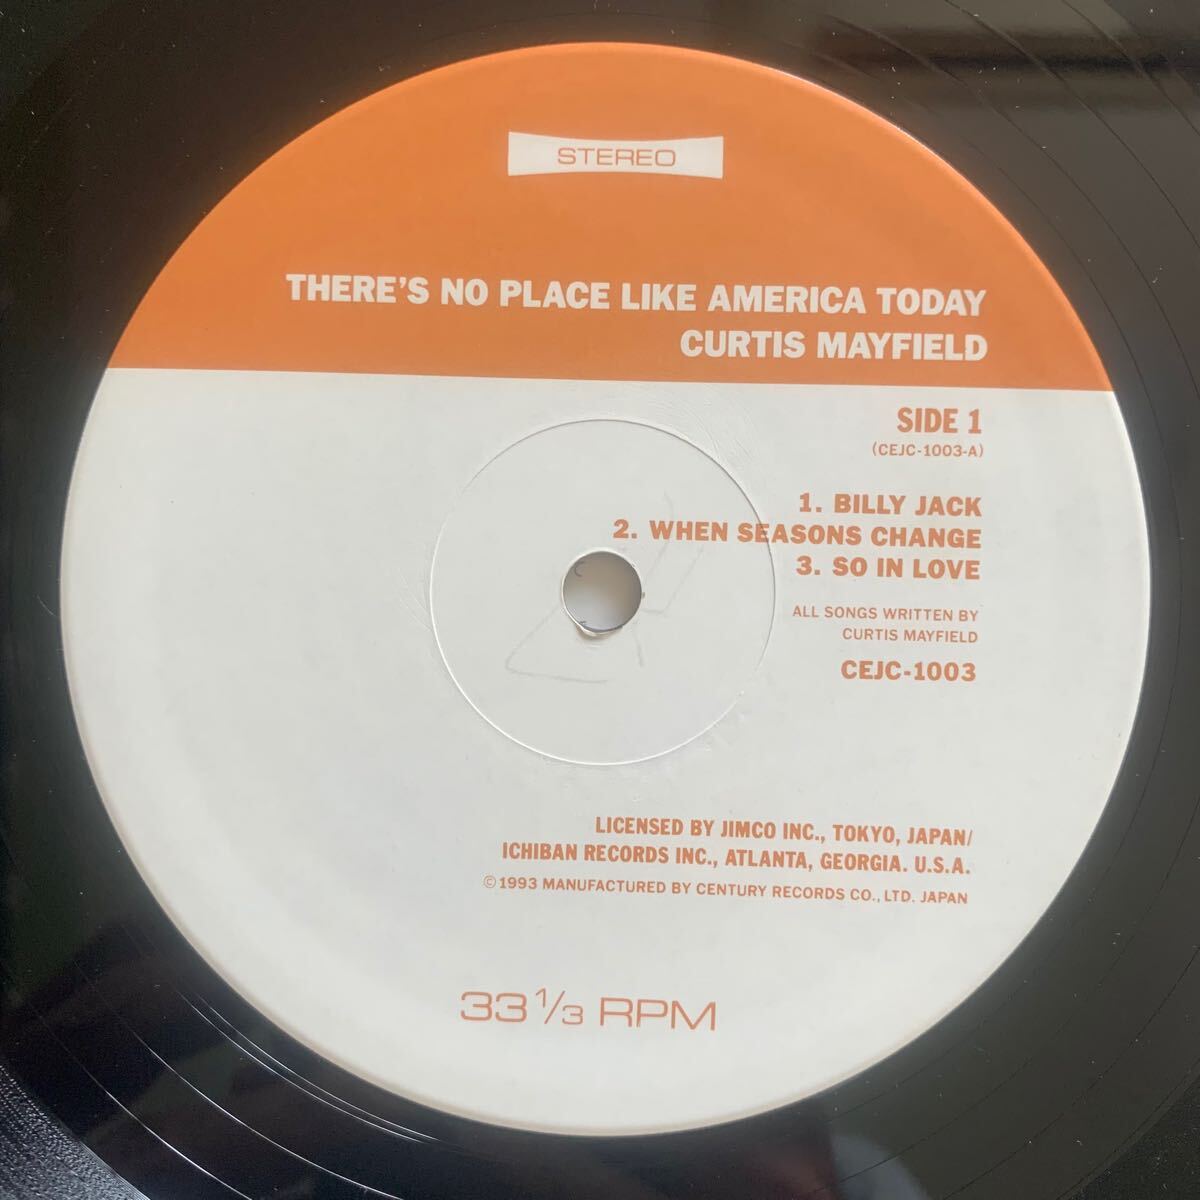 STEREO
THERE'S NO PLACE LIKE AMERICA TODAY
CURTIS MAYFIELD
SIDE 1
(CEJC-1003-A)
1. BILLY JACK
2. WHEN SEASONS CHANGE
3. SO IN LOVE
ALL SONGS WRITTEN BY
CURTIS MAYFIELD
CEJC-1003
LICENSED BY JIMCO INC., TOKYO, JAPAN/
ICHIBAN RECORDS INC., ATLANTA, GEORGIA. U.S.A.
© 1993 MANUFACTURED BY CENTURY RECORDS CO., LTD. JAPAN
33 1/3 RPM